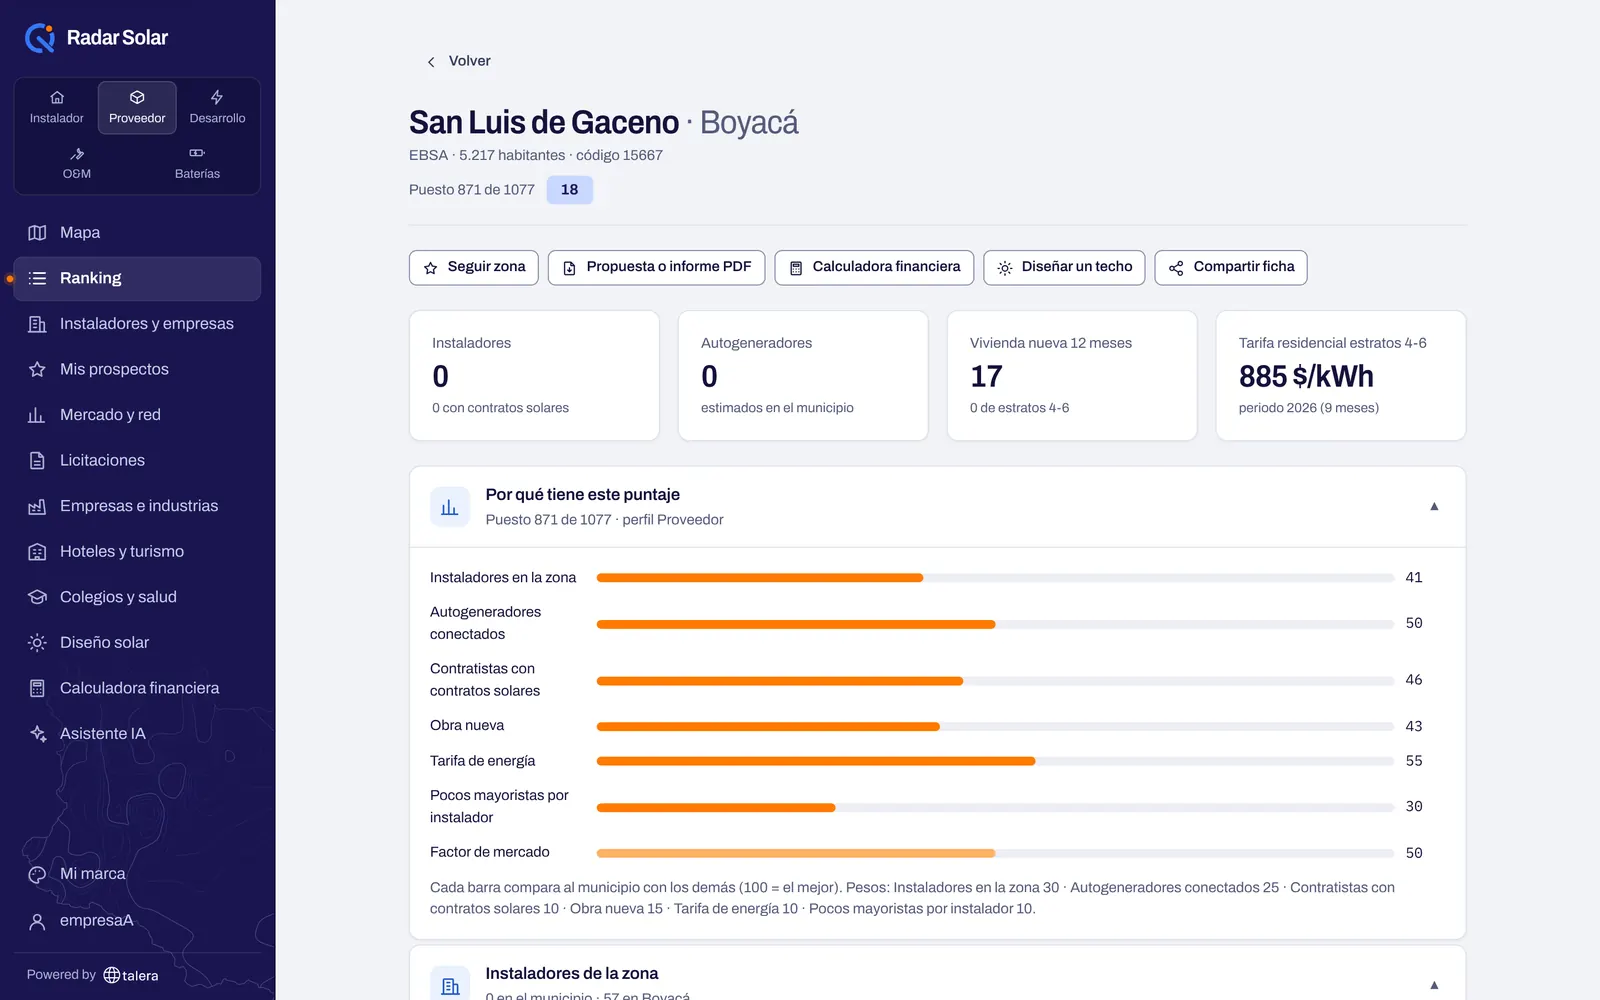 Radar Solar
Instalador
Proveedor
Desarrollo
O&M
Baterías
Mapa
Ranking
Instaladores y empresas
Mis prospectos
Mercado y red
Licitaciones
Empresas e industrias
Hoteles y turismo
Colegios y salud
Diseño solar
Calculadora financiera
Asistente IA
Mi marca
empresaA
Powered by talera
Volver
San Luis de Gaceno · Boyacá
EBSA · 5.217 habitantes · código 15667
Puesto 871 de 1077 18
Seguir zona
Propuesta o informe PDF
Calculadora financiera
Diseñar un techo
Compartir ficha
Instaladores
0
0 con contratos solares
Autogeneradores
0
estimados en el municipio
Vivienda nueva 12 meses
17
0 de estratos 4-6
Tarifa residencial estratos 4-6
885 $/kWh
periodo 2026 (9 meses)
Por qué tiene este puntaje
Puesto 871 de 1077 · perfil Proveedor
Instaladores en la zona 41
Autogeneradores
conectados 50
Contratistas con
contratos solares 46
Obra nueva 43
Tarifa de energía 55
Pocos mayoristas por
instalador 30
Factor de mercado 50
Cada barra compara al municipio con los demás (100 = el mejor). Pesos: Instaladores en la zona 30 · Autogeneradores conectados 25 · Contratistas con
contratos solares 10 · Obra nueva 15 · Tarifa de energía 10 · Pocos mayoristas por instalador 10.
Instaladores de la zona
0 en el municipio · 57 en Boyacá